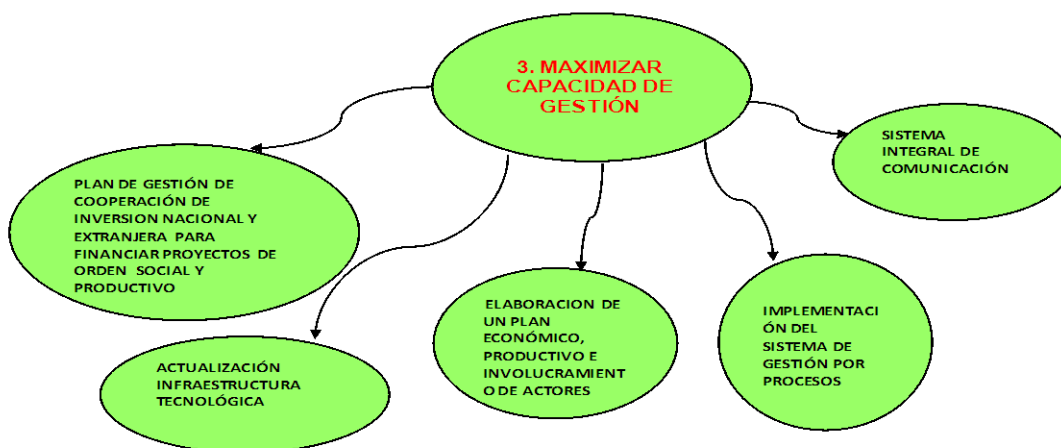 3. MAXIMIZAR
CAPACIDAD DE
GESTIÓN
SISTEMA
INTEGRAL DE
COMUNICACIÓN
PLAN DE GESTIÓN DE
COOPERACIÓN DE
INVERSION NACIONAL Y
EXTRANJERA PARA
FINANCIAR PROYECTOS DE
ORDEN SOCIAL Y
PRODUCTIVO
ACTUALIZACIÓN
INFRAESTRUCTURA
TECNOLÓGICA
ELABORACION DE
UN PLAN
ECONÓMICO,
PRODUCTIVO E
INVOLUCRAMIENT
O DE ACTORES
IMPLEMENTACI
ÓN DEL
SISTEMA DE
GESTIÓN POR
PROCESOS